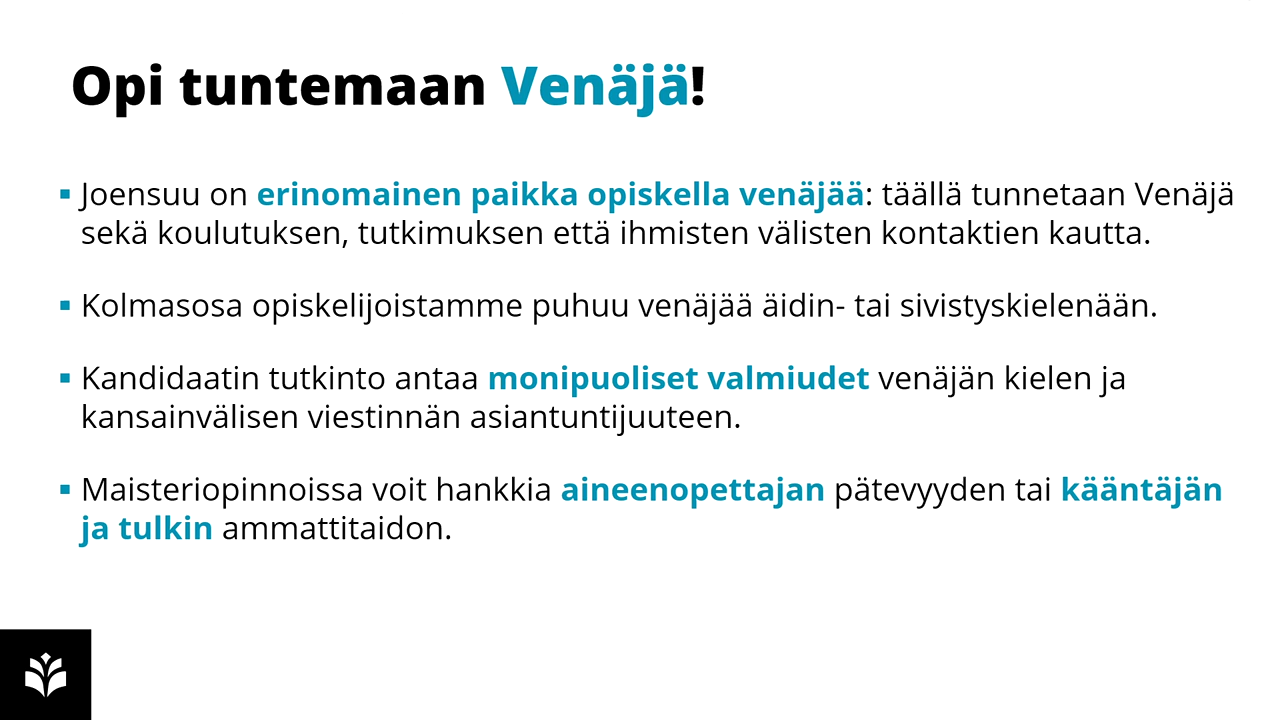 Opi tuntemaan Venäjä!
▪ Joensuu on erinomainen paikka opiskella venäjää: täällä tunnetaan Venäjä
sekä koulutuksen, tutkimuksen että ihmisten välisten kontaktien kautta.
▪ Kolmasosa opiskelijoistamme puhuu venäjää äidin- tai sivistyskielenään.
▪ Kandidaatin tutkinto antaa monipuoliset valmiudet venäjän kielen ja
kansainvälisen viestinnän asiantuntijuuteen.
▪ Maisteriopinnoissa voit hankkia aineenopettajan pätevyyden tai kääntäjän
ja tulkin ammattitaidon.